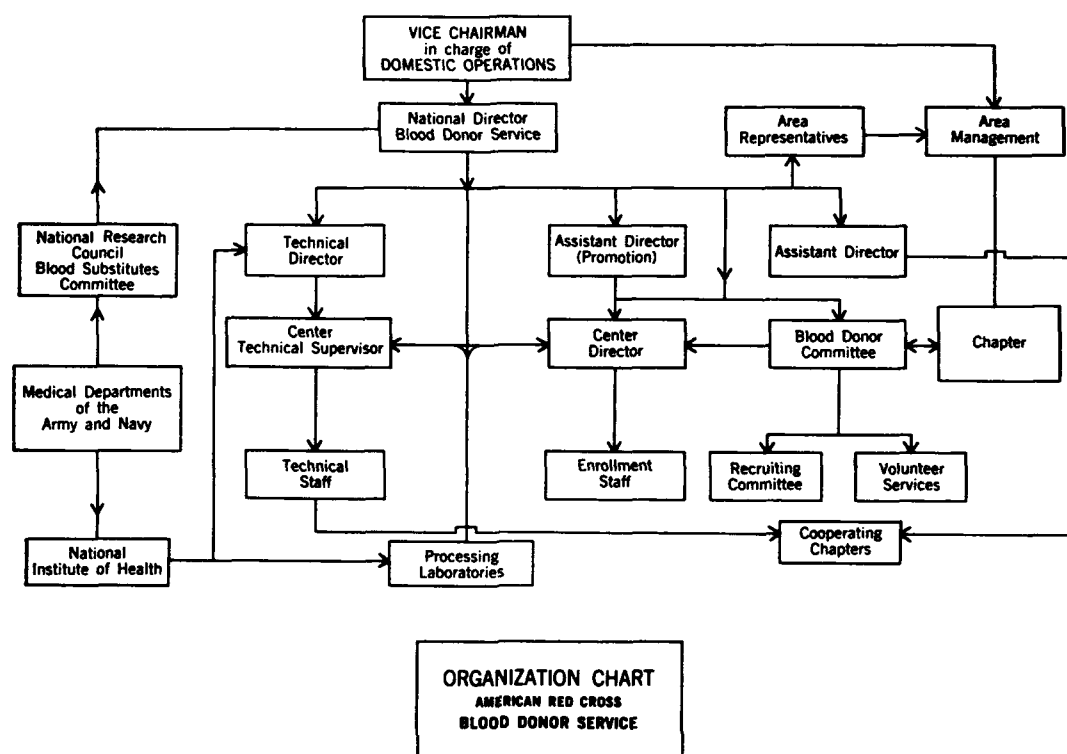 VICE CHAIRMAN
in charge of
DOMESTIC OPERATIONS
National Director
Blood Donor Service
Area
Representatives
Area
Management
National Research
Council
Blood Substitutes
Committee
Technical
Director
Assistant Director
(Promotion)
Assistant Director
Center
Technical Supervisor
Center
Director
Blood Donor
Committee
Chapter
Medical Departments
of the
Army and Navy
Technical
Staff
Enrollment
Staff
Recruiting
Committee
Volunteer
Services
National
Institute of Health
Processing
Laboratories
Cooperating
Chapters
ORGANIZATION CHART
AMERICAN RED CROSS
BLOOD DONOR SERVICE